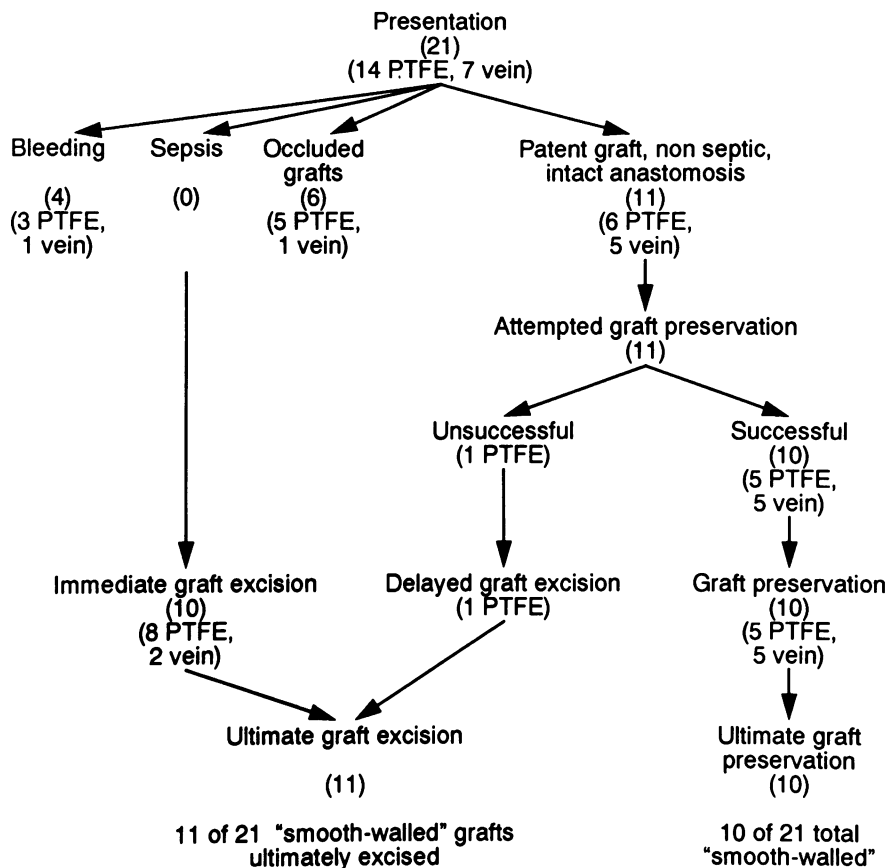 Presentation
(21)
(14 PTFE, 7 vein)
Bleeding
(4)
(3 PTFE,
1 vein)
Sepsis
(0)
Occluded
grafts
(6)
(5 PTFE,
1 vein)
Patent graft, non septic,
intact anastomosis
(11)
(6 PTFE,
5 vein)
Attempted graft preservation
(11)
Unsuccessful
(1 PTFE)
Successful
(10)
(5 PTFE,
5 vein)
Immediate graft excision
(10)
(8 PTFE,
2 vein)
Delayed graft excision
(1 PTFE)
Graft preservation
(10)
(5 PTFE,
5 vein)
Ultimate graft excision
(11)
Ultimate graft
preservation
(10)
11 of 21 "smooth-walled" grafts
ultimately excised
10 of 21 total
"smooth-walled"